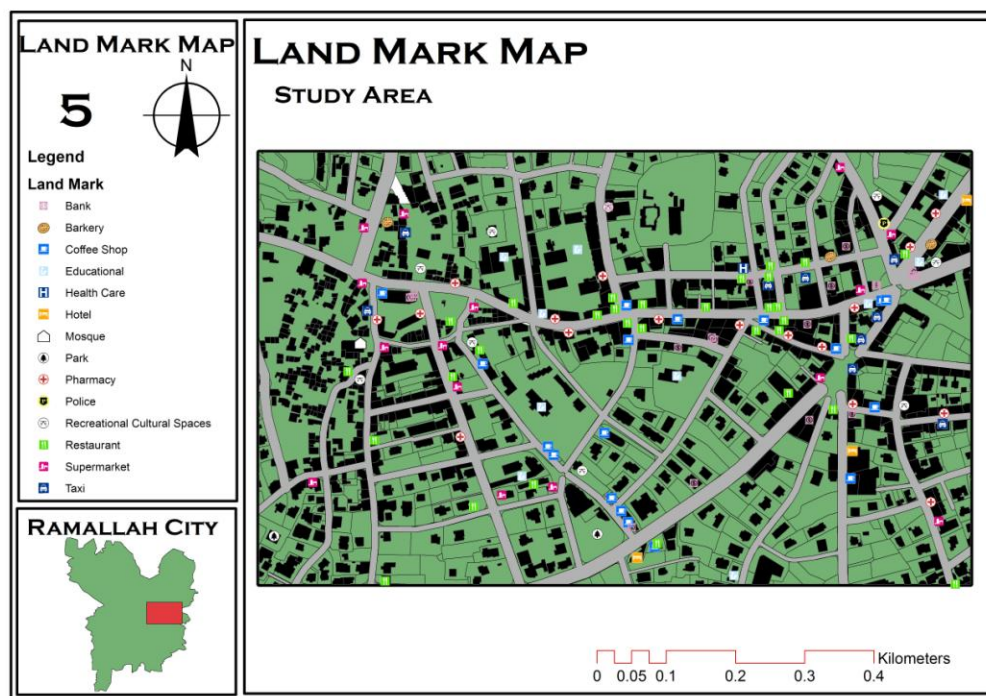 LAND MARK MAP
N
5
Legend
Land Mark
Bank
Barkery
Coffee Shop
Educational
Health Care
Hotel
Mosque
Park
Pharmacy
Police
Recreational Cultural Spaces
Restaurant
Supermarket
Taxi
RAMALLAH CITY
LAND MARK MAP
STUDY AREA
Kilometers
0 0.05 0.1 0.2 0.3 0.4